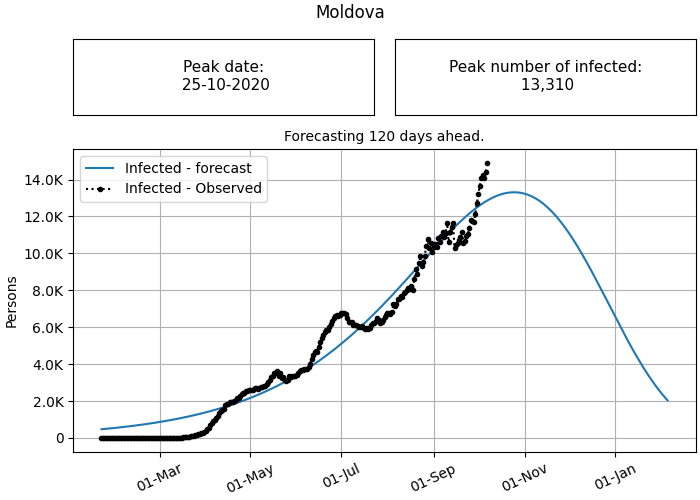 Moldova
Peak date:
25-10-2020
Peak number of infected:
13,310
Forecasting 120 days ahead.
Infected - forecast
Infected - Observed
14.0K
12.0K
10.0K
8.0K
6.0K
4.0K
2.0K
0
Persons
01-Mar
01-May
01-Jul
01-Sep
01-Nov
01-Jan